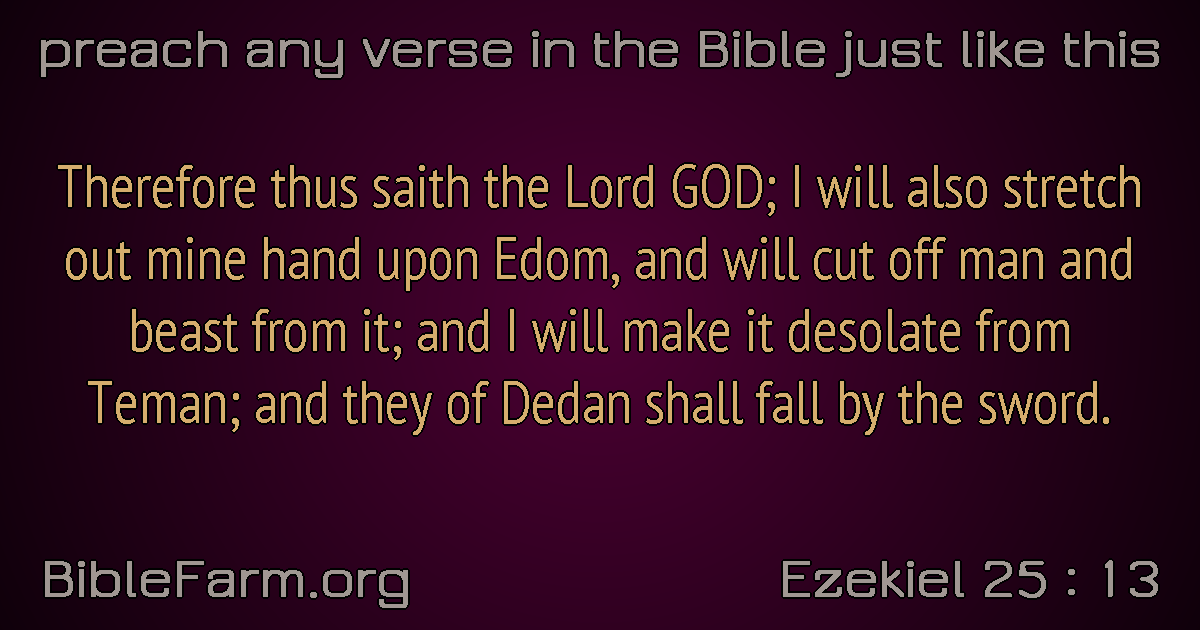 preach any verse in the Bible just like this
Therefore thus saith the Lord GOD; I will also stretch
out mine hand upon Edom, and will cut off man and
beast from it; and I will make it desolate from
Teman; and they of Dedan shall fall by the sword.
BibleFarm.org
Ezekiel 25 : 13